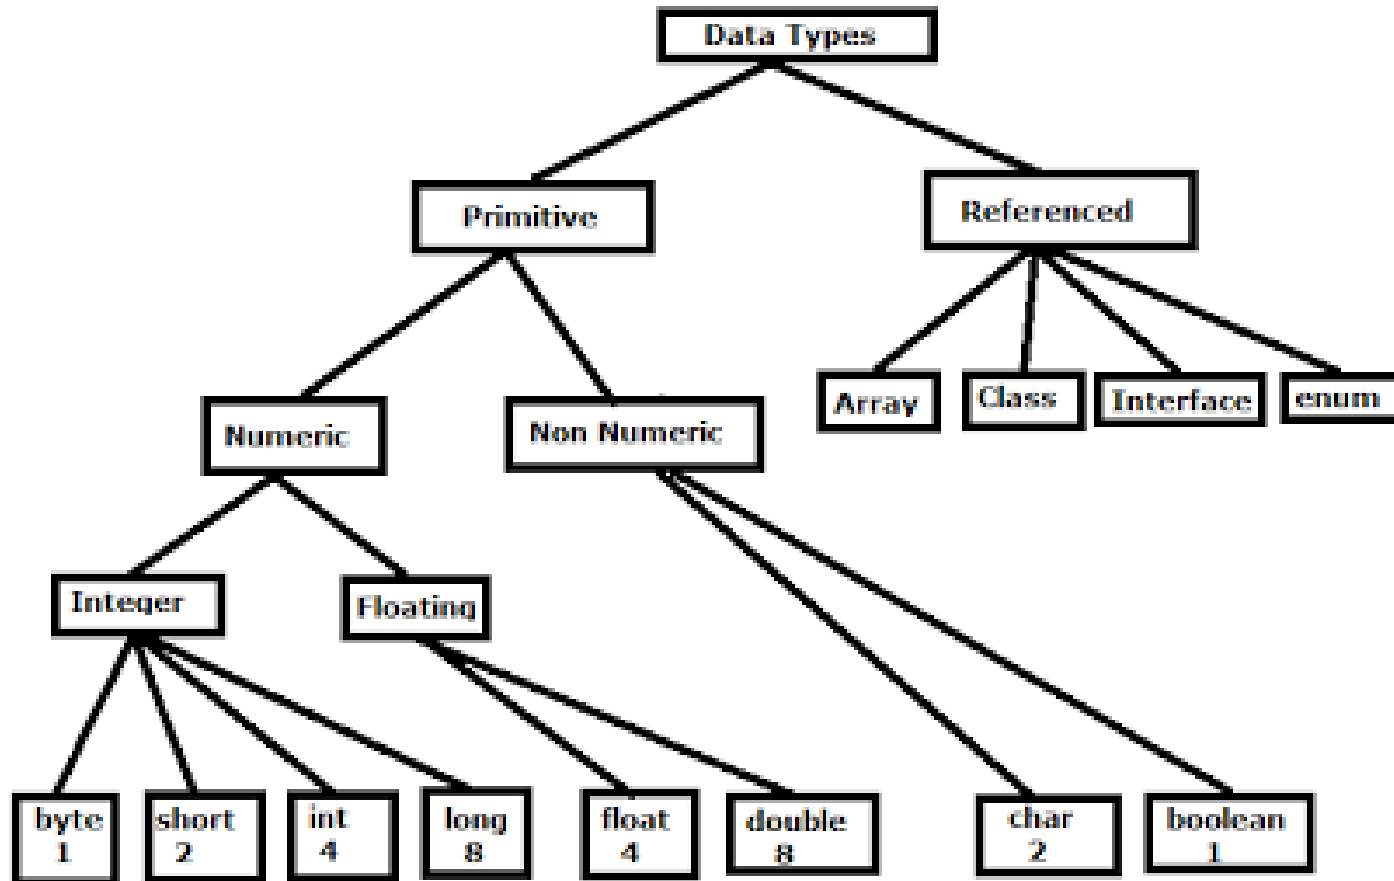 Data Types
Primitive
Referenced
Array
Class
Interface
enum
Numeric
Non Numeric
Integer
Floating
byte
1
short
2
int
4
long
8
float
4
double
8
char
2
boolean
1